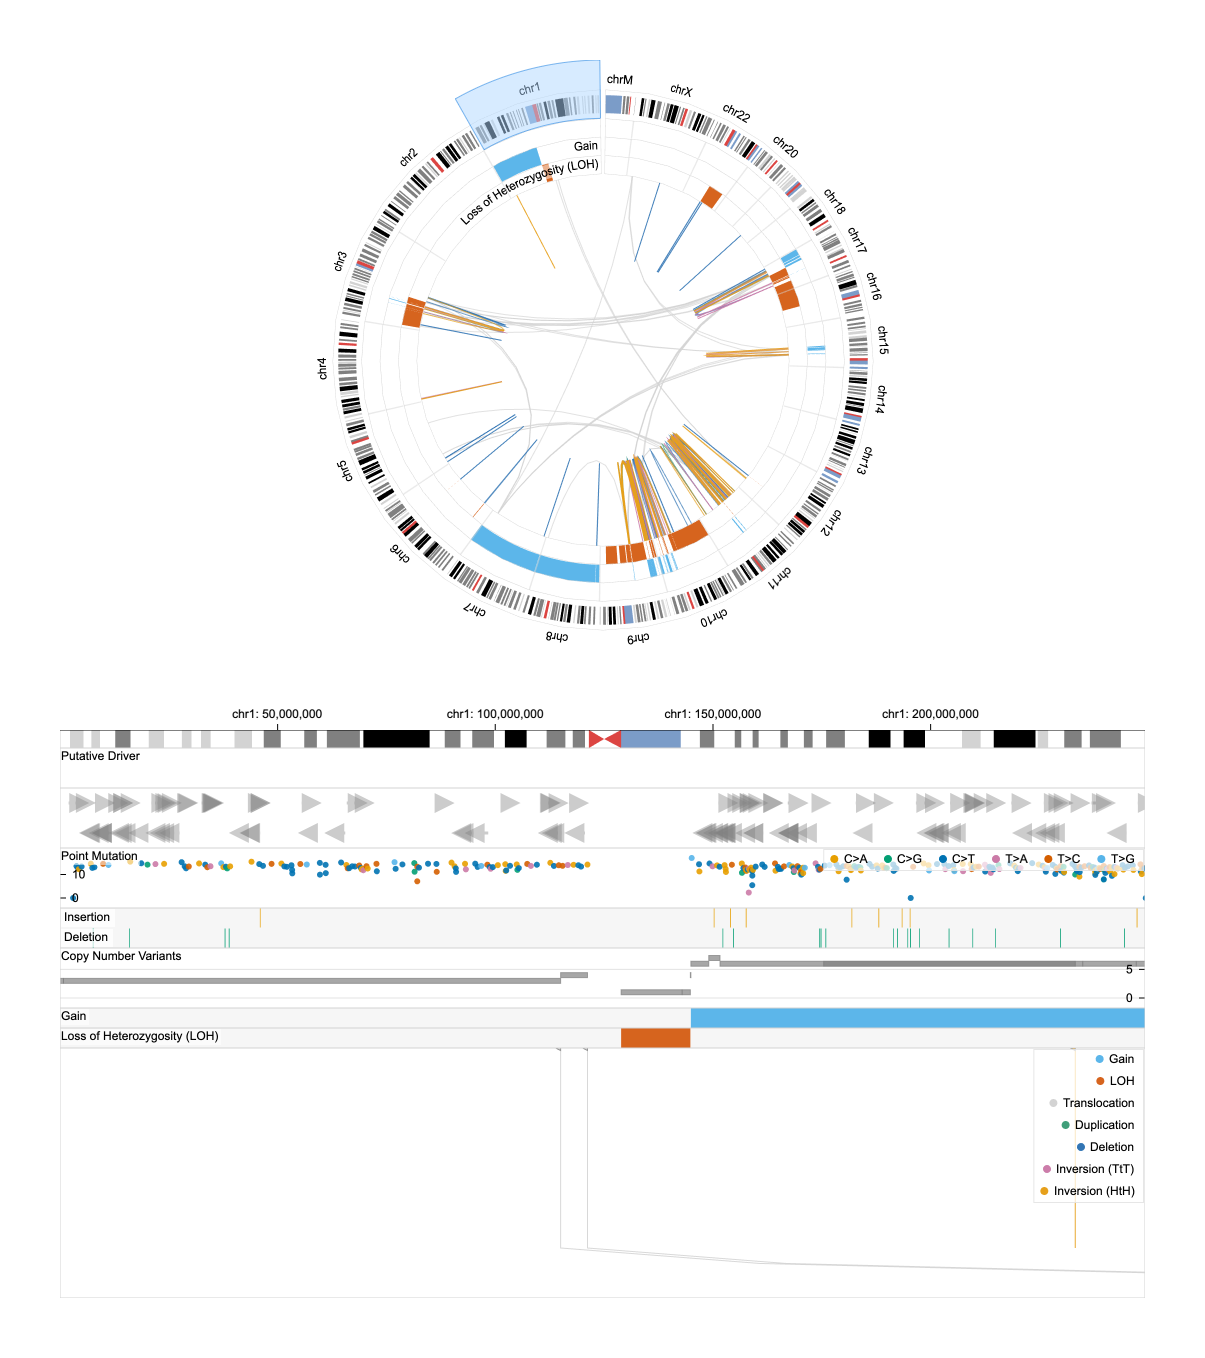 chrM
chr1
chrX
chr22
chr20
chr18
chr17
chr16
chr15
chr14
chr13
chr12
chr11
chr10
chr9
chr8
chr7
chr6
chr5
chr4
chr3
chr2
Gain
Loss of Heterozygosity (LOH)
chr1: 50,000,000 chr1: 100,000,000 chr1: 150,000,000 chr1: 200,000,000
Putative Driver
Point Mutation
C>A C>G C>T T>A T>C T>G
10
0
Insertion
Deletion
Copy Number Variants
5
0
Gain
Loss of Heterozygosity (LOH)
Gain
LOH
Translocation
Duplication
Deletion
Inversion (TtT)
Inversion (HtH)